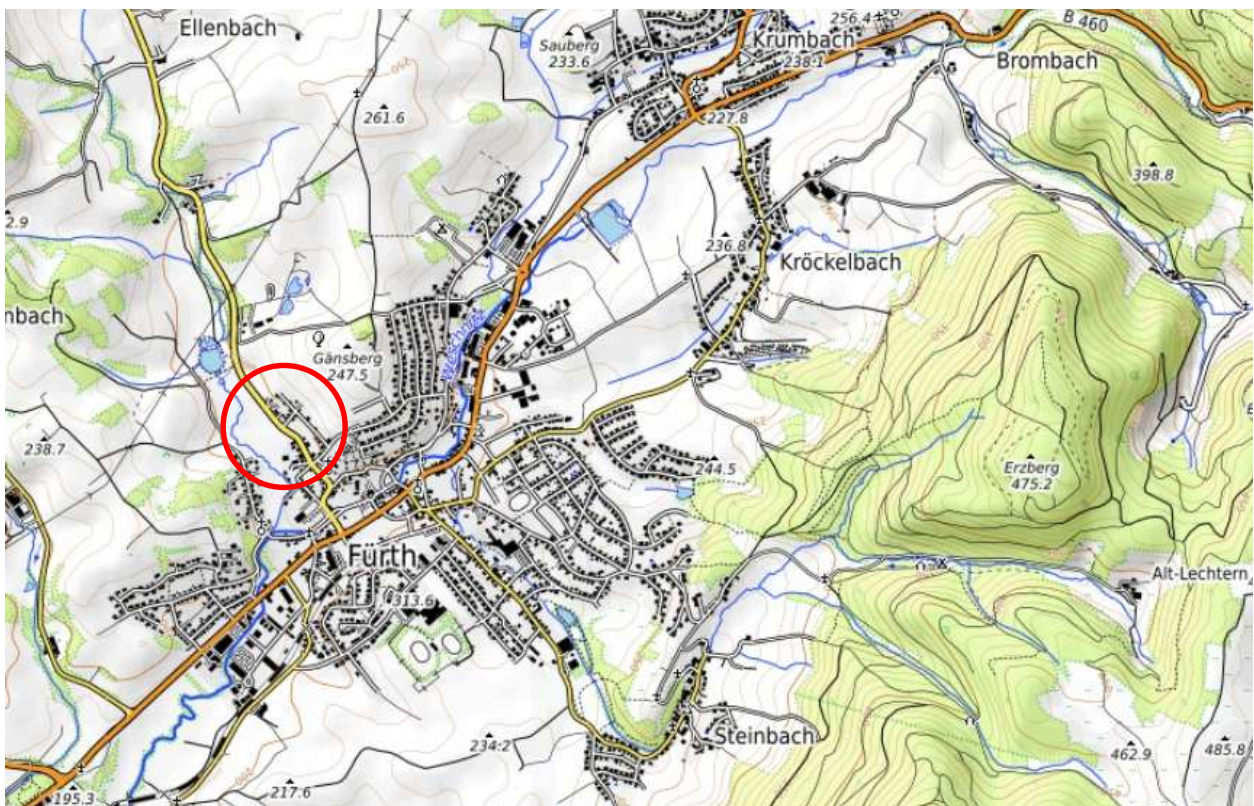 Ellenbach
Sauberg
233.6
256.4
Krumbach
238.1
B 460
Brombach
261.6
227.8
398.8
2.9
236.8
Kröckelbach
nbach
Weschnitz
Gänsberg
247.5
350
238.7
244.5
Erzberg
475.2
Fürth
313.6
Alt-Lechtern
Steinbach
234.2
462.9
485.8
217.6
195.3